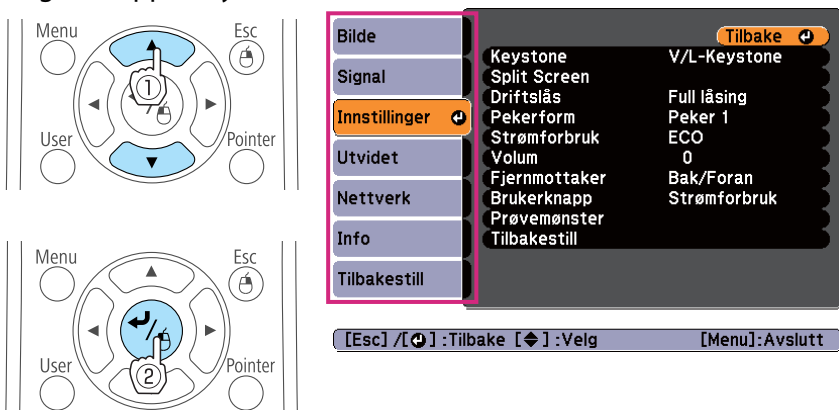 Menu
Esc
①
User
Pointer
Menu
Esc
②
User
Pointer
Bilde
Signal
Innstillinger
Utvidet
Nettverk
Info
Tilbakestill
Tilbake
Keystone V/L-Keystone
Split Screen
Driftslås Full låsing
Pekerform Peker 1
Strømforbruk ECO
Volum 0
Fjernmottaker Bak/Foran
Brukerknapp Strømforbruk
Prøvemønster
Tilbakestill
[Esc] /[⏎] :Tilbake [◆] :Velg [Menu]:Avslutt